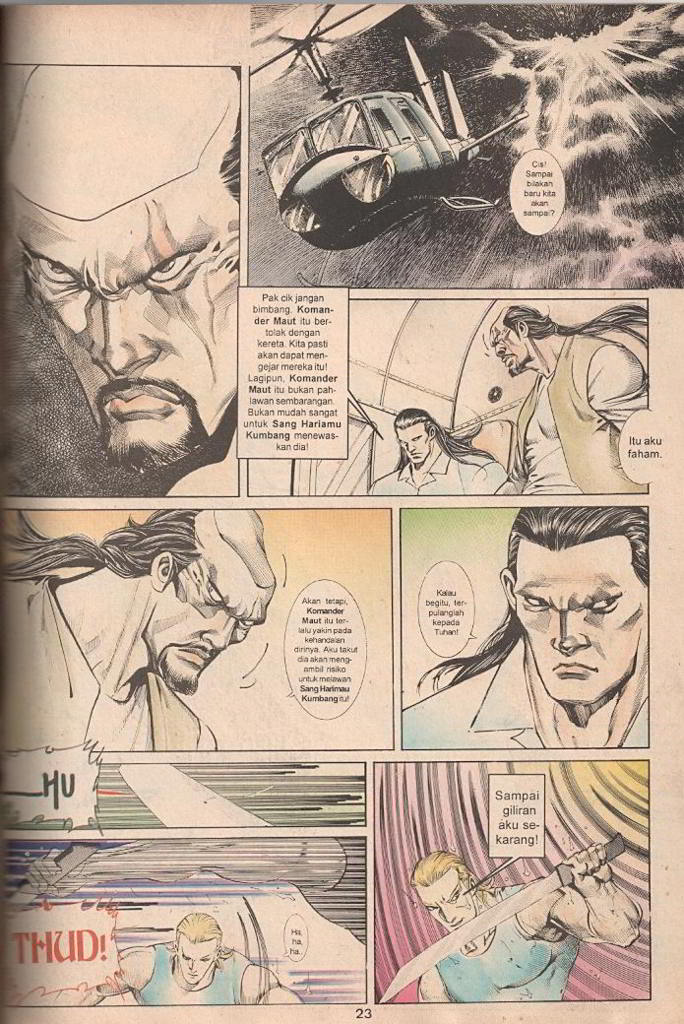 Cis!
Sampai
bilakah
baru kita
akan
sampai?
Pak cik jangan
bimbang. Koman-
der Maut itu ber-
tolak dengan
kereta. Kita pasti
akan dapat men-
gejar mereka itu!
Lagipun, Komander
Maut itu bukan pah-
lawan sembarangan.
Bukan mudah sangat
untuk Sang Hariamu
Kumbang menewas-
kan dia!
Itu aku
faham.
Akan tetapi,
Komander
Maut itu ter-
lalu yakin pada
kehandalan
dirinya. Aku takut
dia akan meng-
ambil risiko
untuk melawan
Sang Harimau
Kumbang itu!
Kalau
begitu, ter-
pulanglah
kepada
Tuhan!
HU
THUD!
Ha,
ha,
ha..
Sampai
giliran
aku se-
karang!
23